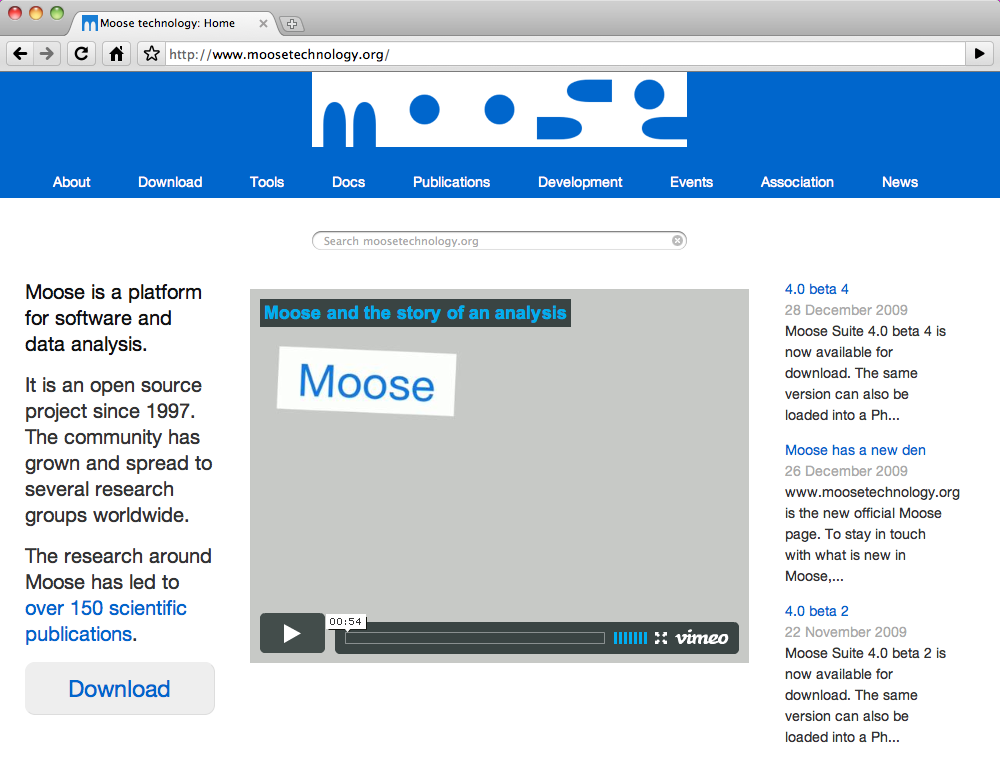 Moose technology: Home
http://www.moosetechnology.org/
moose
About Download Tools Docs Publications Development Events Association News
Search moosetechnology.org
Moose is a platform
for software and
data analysis.
It is an open source
project since 1997.
The community has
grown and spread to
several research
groups worldwide.
The research around
Moose has led to
over 150 scientific
publications.
Download
Moose and the story of an analysis
Moose
00:54
vimeo
4.0 beta 4
28 December 2009
Moose Suite 4.0 beta 4 is
now available for
download. The same
version can also be
loaded into a Ph...
Moose has a new den
26 December 2009
www.moosetechnology.org
is the new official Moose
page. To stay in touch
with what is new in
Moose,...
4.0 beta 2
22 November 2009
Moose Suite 4.0 beta 2 is
now available for
download. The same
version can also be
loaded into a Ph...